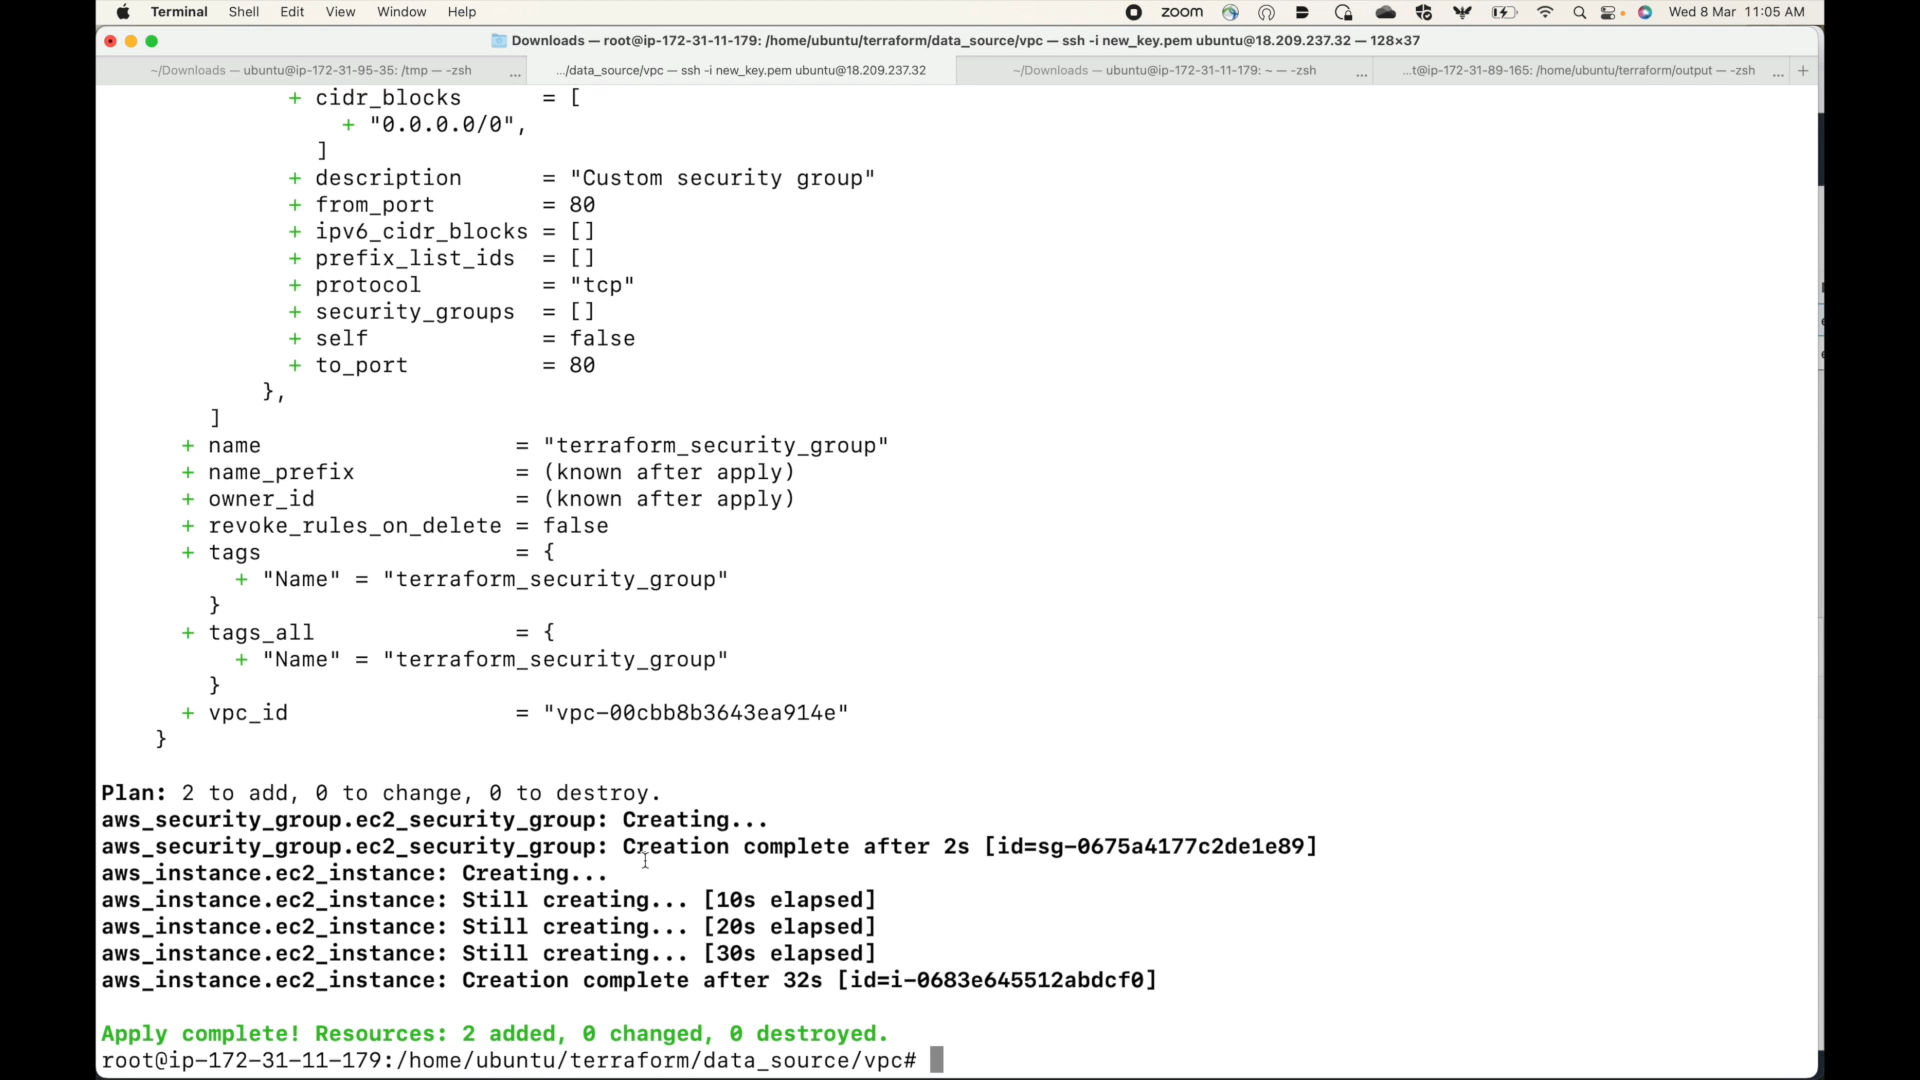 Terminal Shell Edit View Window Help zoom Wed 8 Mar 11:05 AM
Downloads — root@ip-172-31-11-179: /home/ubuntu/terraform/data_source/vpc — ssh -i new_key.pem ubuntu@18.209.237.32 — 128×37
~/Downloads — ubuntu@ip-172-31-95-35: /tmp — -zsh ... .../data_source/vpc — ssh -i new_key.pem ubuntu@18.209.237.32 ~/Downloads — ubuntu@ip-172-31-11-179: ~ — -zsh ... ...t@ip-172-31-89-165: /home/ubuntu/terraform/output — -zsh ... +
+ cidr_blocks = [
+ "0.0.0.0/0",
]
+ description = "Custom security group"
+ from_port = 80
+ ipv6_cidr_blocks = []
+ prefix_list_ids = []
+ protocol = "tcp"
+ security_groups = []
+ self = false
+ to_port = 80
},
]
+ name = "terraform_security_group"
+ name_prefix = (known after apply)
+ owner_id = (known after apply)
+ revoke_rules_on_delete = false
+ tags = {
+ "Name" = "terraform_security_group"
}
+ tags_all = {
+ "Name" = "terraform_security_group"
}
+ vpc_id = "vpc-00cbb8b3643ea914e"
}
Plan: 2 to add, 0 to change, 0 to destroy.
aws_security_group.ec2_security_group: Creating...
aws_security_group.ec2_security_group: Creation complete after 2s [id=sg-0675a4177c2de1e89]
aws_instance.ec2_instance: Creating...
aws_instance.ec2_instance: Still creating... [10s elapsed]
aws_instance.ec2_instance: Still creating... [20s elapsed]
aws_instance.ec2_instance: Still creating... [30s elapsed]
aws_instance.ec2_instance: Creation complete after 32s [id=i-0683e645512abdcf0]
Apply complete! Resources: 2 added, 0 changed, 0 destroyed.
root@ip-172-31-11-179:/home/ubuntu/terraform/data_source/vpc#